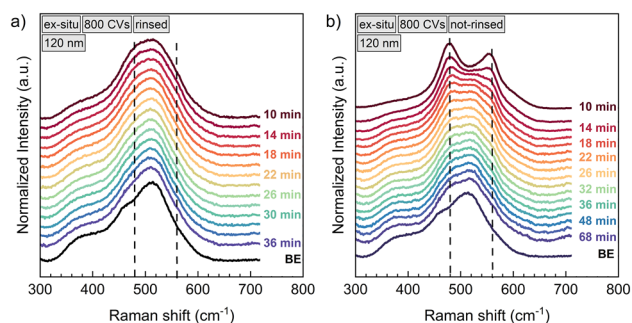 a)
ex-situ 800 CVs rinsed
120 nm
Normalized Intensity (a.u.)
10 min
14 min
18 min
22 min
26 min
30 min
36 min
BE
300 400 500 600 700 800
Raman shift (cm-1)
b)
ex-situ 800 CVs not-rinsed
120 nm
Normalized Intensity (a.u.)
10 min
14 min
18 min
22 min
26 min
32 min
36 min
48 min
68 min
BE
300 400 500 600 700 800
Raman shift (cm-1)